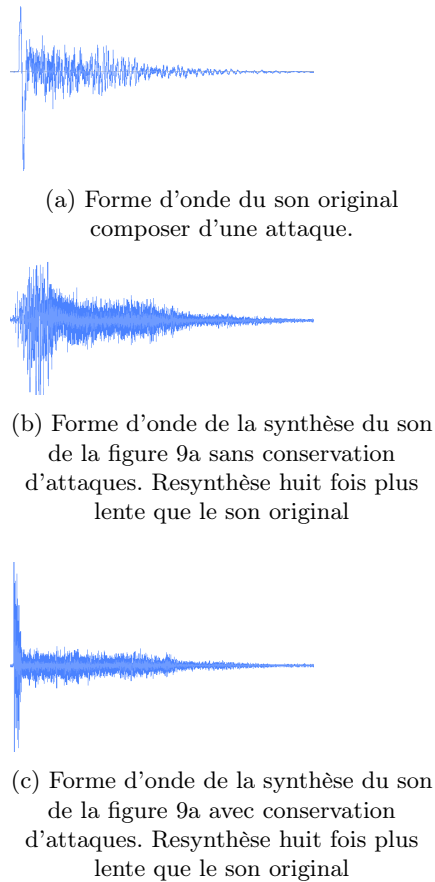 (a) Forme d'onde du son original
composer d'une attaque.
(b) Forme d'onde de la synthèse du son
de la figure 9a sans conservation
d'attaques. Resynthèse huit fois plus
lente que le son original
(c) Forme d'onde de la synthèse du son
de la figure 9a avec conservation
d'attaques. Resynthèse huit fois plus
lente que le son original